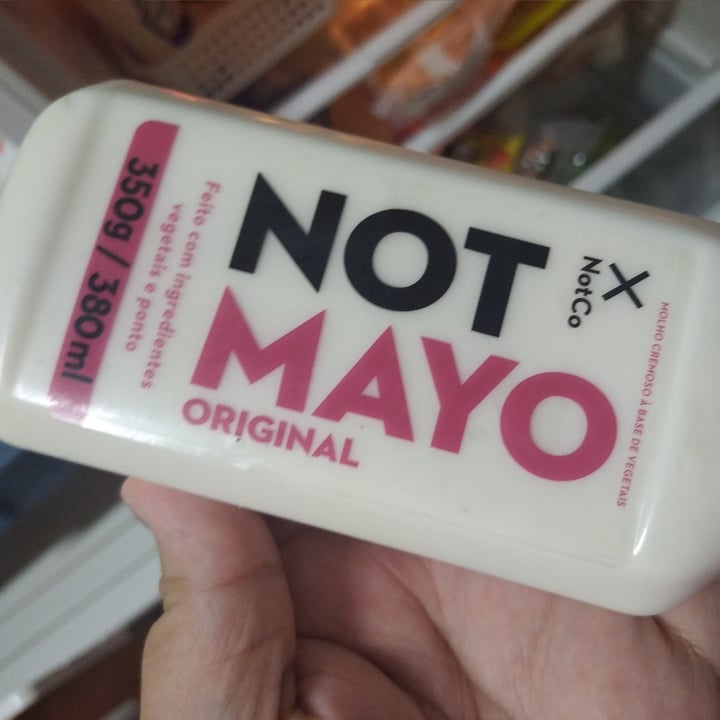 MOLHO CREMOSO À BASE DE VEGETAIS
NotCo
NOT
MAYO
ORIGINAL
Feito com ingredientes
vegetais e ponto
350g / 380ml